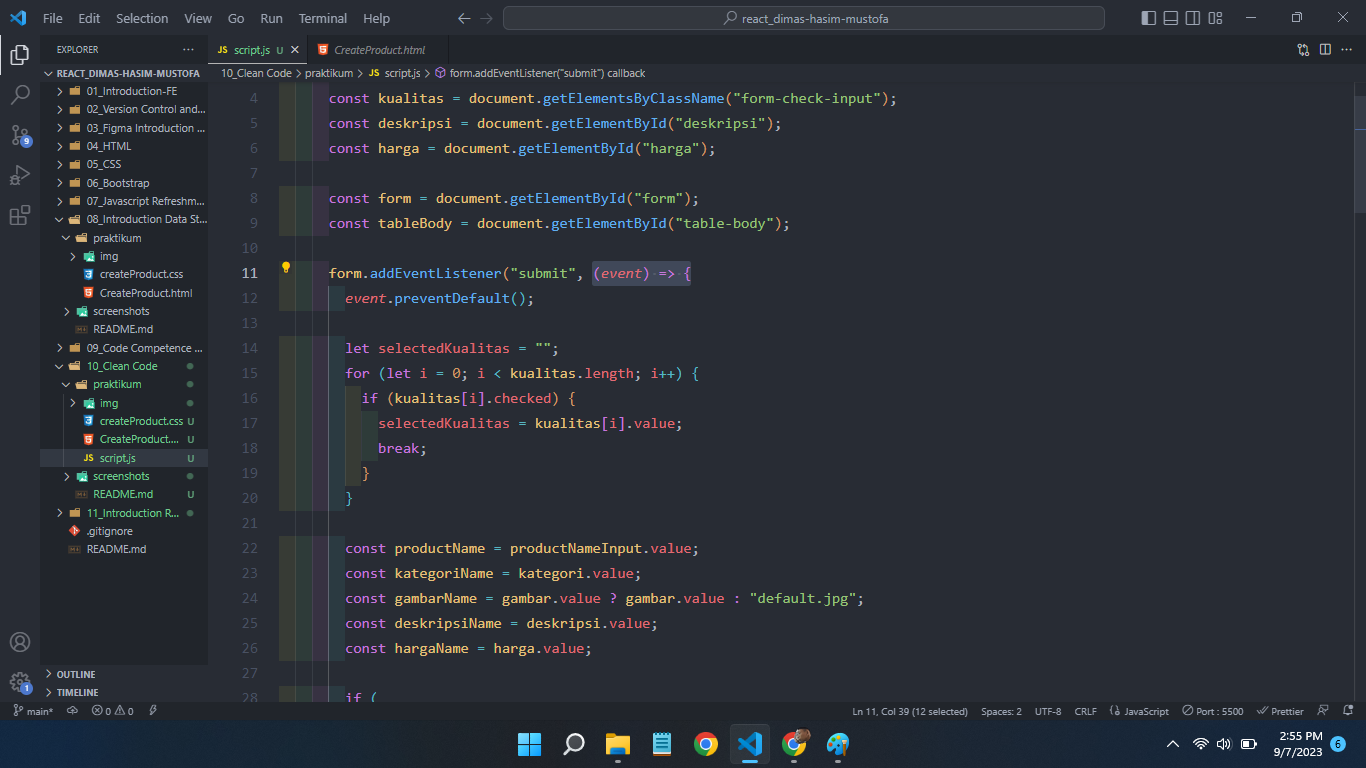 File Edit Selection View Go Run Terminal Help
react_dimas-hasim-mustofa
EXPLORER
JS script.js U
CreateProduct.html
REACT_DIMAS-HASIM-MUSTOFA
10_Clean Code > praktikum > JS script.js > form.addEventListener("submit") callback
01_Introduction-FE
02_Version Control and...
03_Figma Introduction ...
04_HTML
05_CSS
06_Bootstrap
07_Javascript Refreshm...
08_Introduction Data St...
praktikum
img
createProduct.css
CreateProduct.html
screenshots
README.md
09_Code Competence ...
10_Clean Code
praktikum
img
createProduct.css U
CreateProduct.... U
JS script.js U
screenshots
README.md U
11_Introduction R...
.gitignore
README.md
OUTLINE
TIMELINE
9
1
4 const kualitas = document.getElementsByClassName("form-check-input");
5 const deskripsi = document.getElementById("deskripsi");
6 const harga = document.getElementById("harga");
7
8 const form = document.getElementById("form");
9 const tableBody = document.getElementById("table-body");
10
11 form.addEventListener("submit", (event) => {
12 event.preventDefault();
13
14 let selectedKualitas = "";
15 for (let i = 0; i < kualitas.length; i++) {
16 if (kualitas[i].checked) {
17 selectedKualitas = kualitas[i].value;
18 break;
19 }
20 }
21
22 const productName = productNameInput.value;
23 const kategoriName = kategori.value;
24 const gambarName = gambar.value ? gambar.value : "default.jpg";
25 const deskripsiName = deskripsi.value;
26 const hargaName = harga.value;
27
28 if (
main* 0 0 Ln 11, Col 39 (12 selected) Spaces: 2 UTF-8 CRLF JavaScript Port : 5500 Prettier
2:55 PM
9/7/2023
6